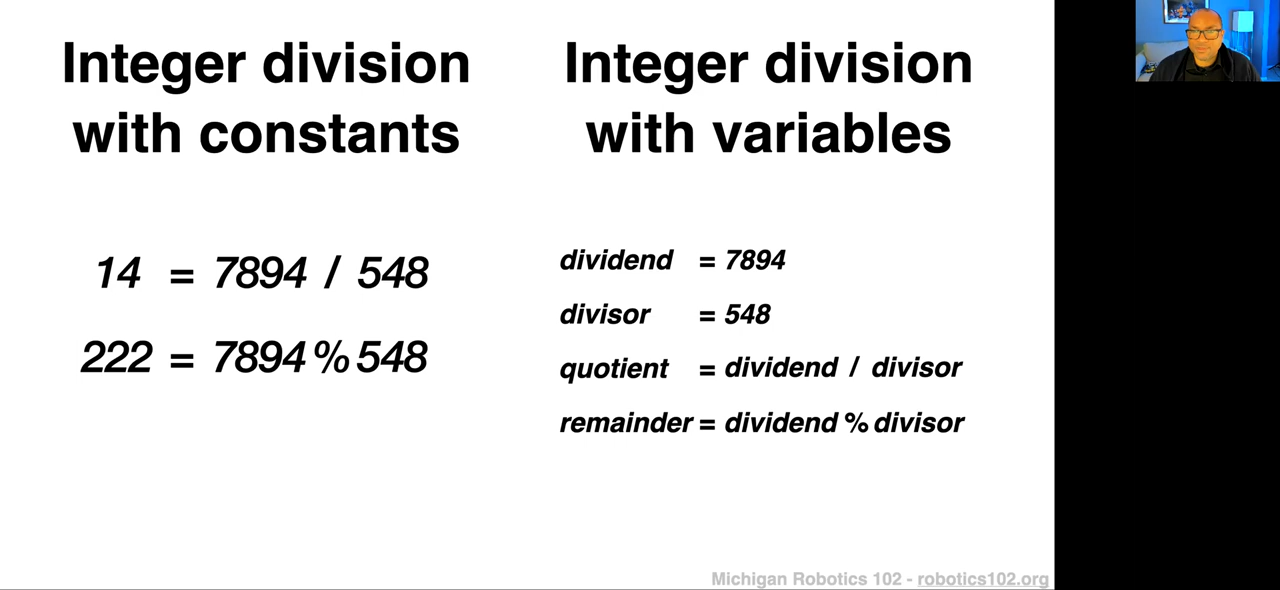 Integer division
with constants
14 = 7894 / 548
222 = 7894 % 548
Integer division
with variables
dividend = 7894
divisor = 548
quotient = dividend / divisor
remainder = dividend % divisor
Michigan Robotics 102 - robotics102.org